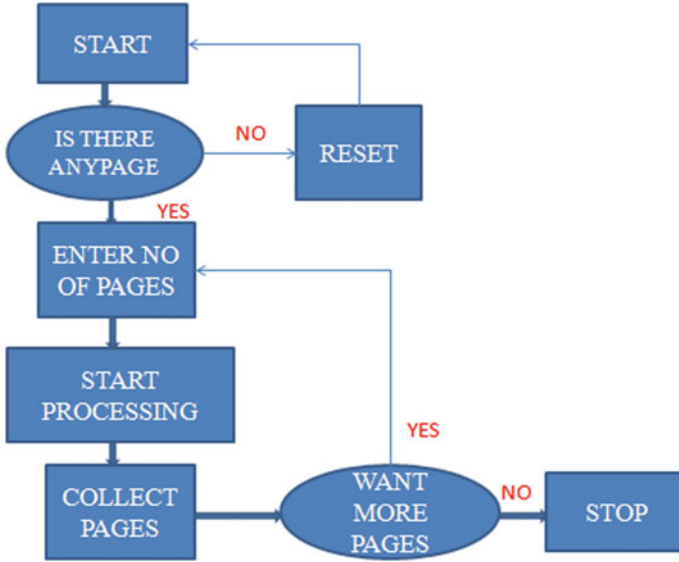 START
IS THERE
ANYPAGE
NO
RESET
YES
ENTER NO
OF PAGES
START
PROCESSING
YES
COLLECT
PAGES
WANT
MORE
PAGES
NO
STOP